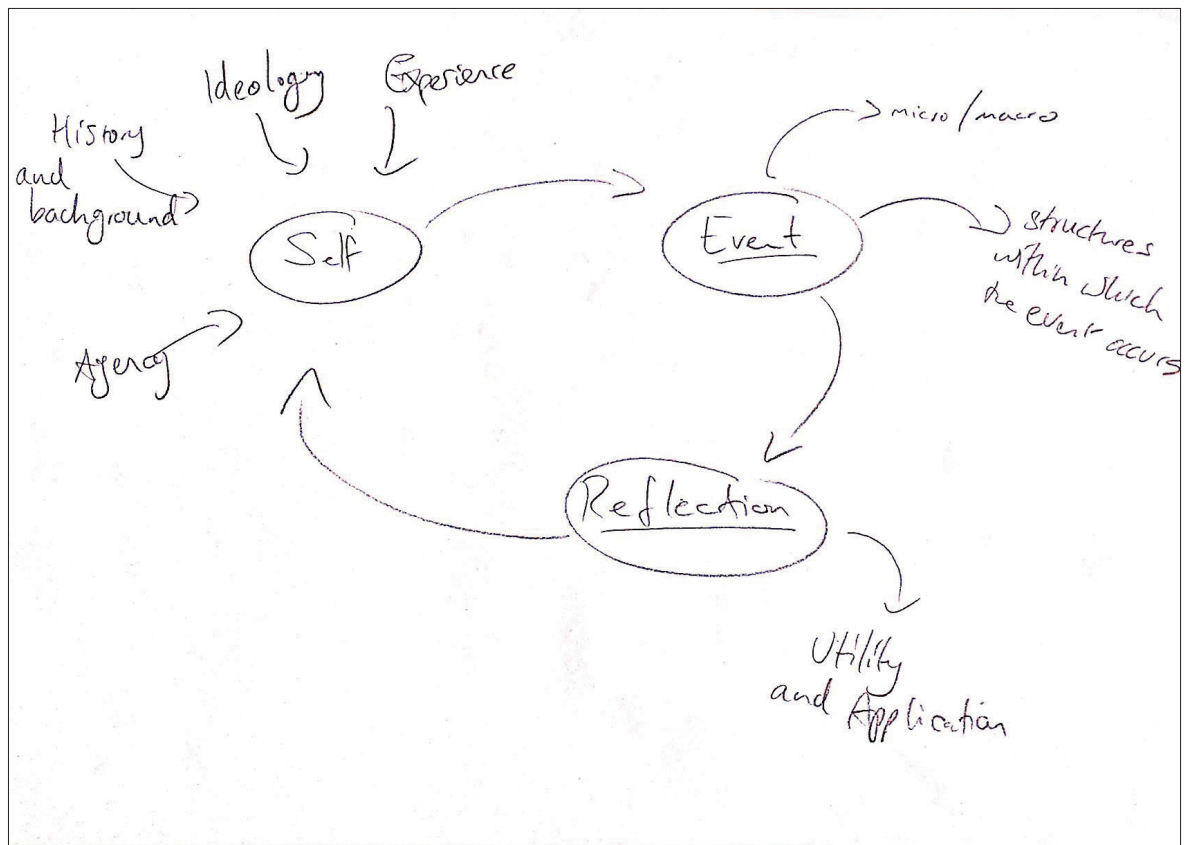 Ideology
Experience
History
and
background
Self
Agency
Event
micro/macro
structures
within which
the event occurs
Reflection
Utility
and Application